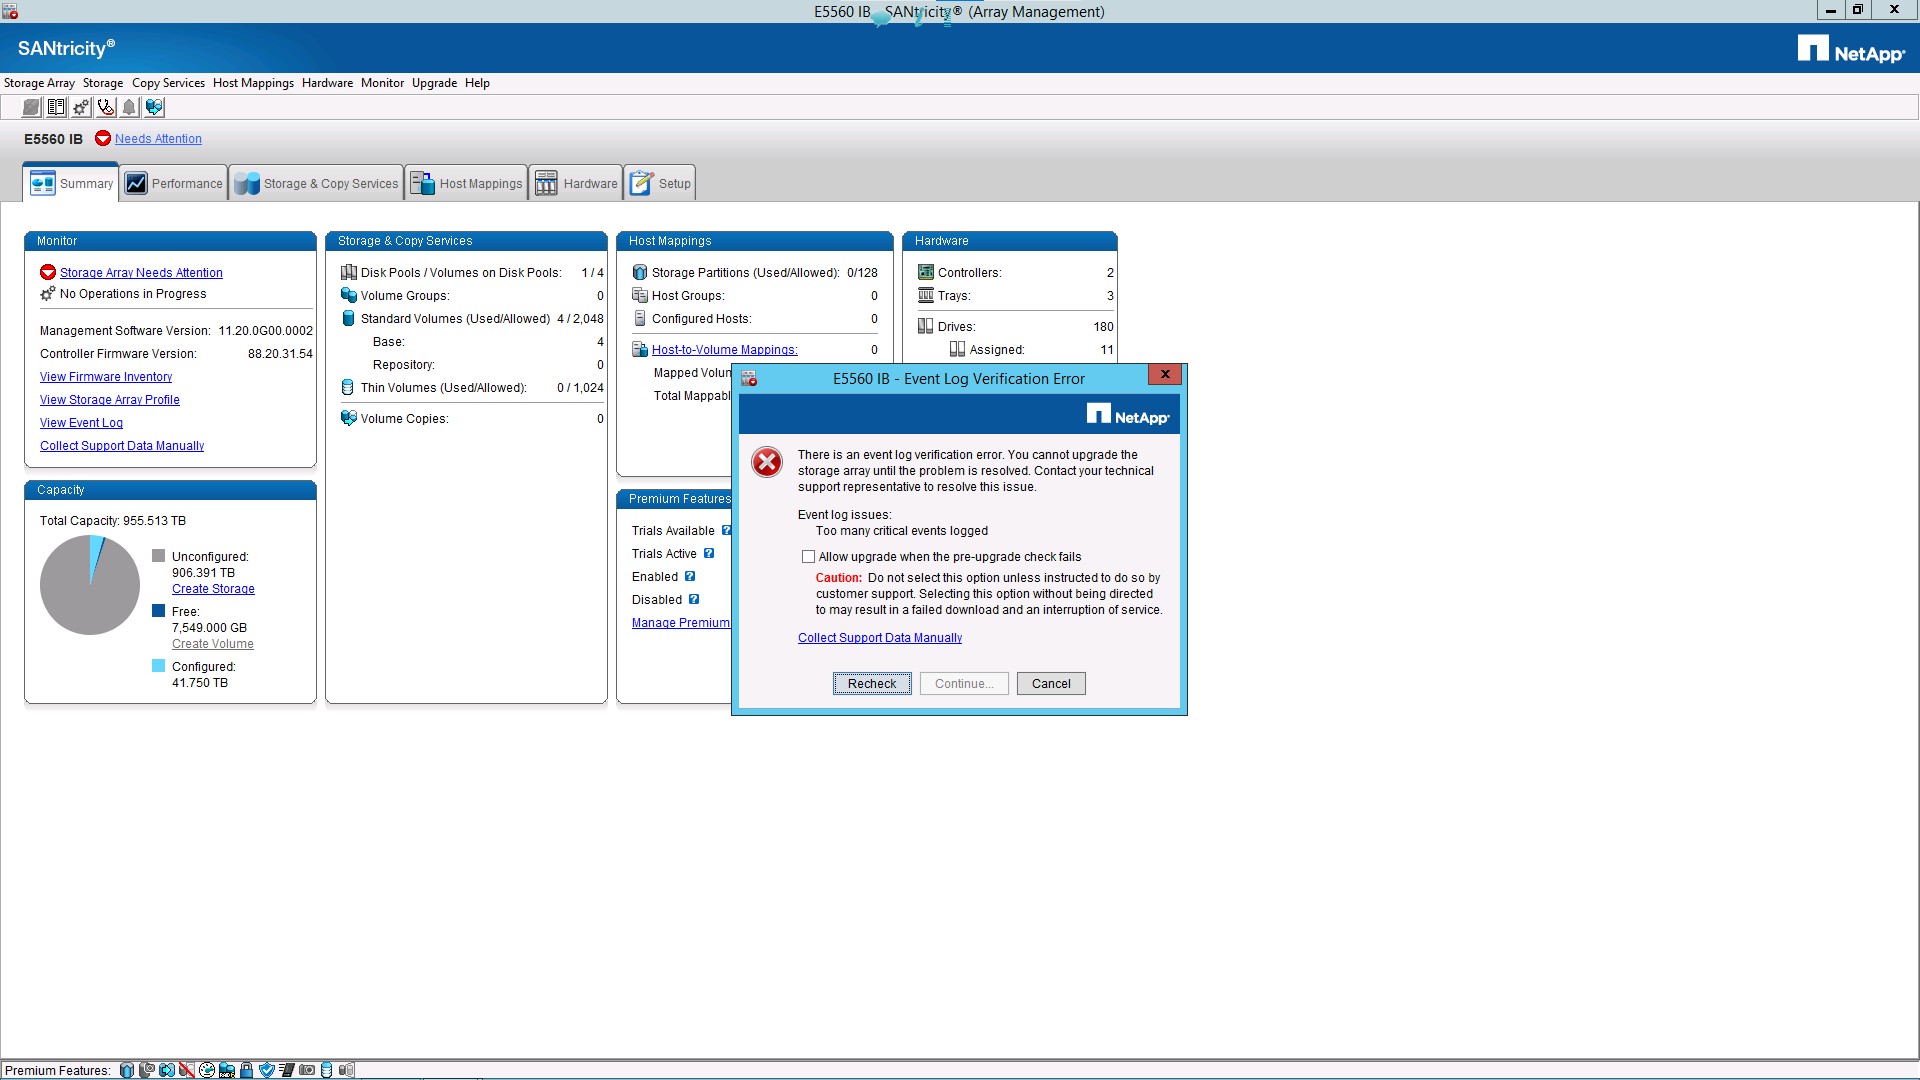 E5560 IB - SANtricity® (Array Management)
SANtricity®
NetApp®
Storage Array Storage Copy Services Host Mappings Hardware Monitor Upgrade Help
E5560 IB Needs Attention
Summary Performance Storage & Copy Services Host Mappings Hardware Setup
Monitor
Storage Array Needs Attention
No Operations in Progress
Management Software Version: 11.20.0G00.0002
Controller Firmware Version: 88.20.31.54
View Firmware Inventory
View Storage Array Profile
View Event Log
Collect Support Data Manually
Capacity
Total Capacity: 955.513 TB
Unconfigured:
906.391 TB
Create Storage
Free:
7,549.000 GB
Create Volume
Configured:
41.750 TB
Storage & Copy Services
Disk Pools / Volumes on Disk Pools: 1 / 4
Volume Groups: 0
Standard Volumes (Used/Allowed) 4 / 2,048
Base: 4
Repository: 0
Thin Volumes (Used/Allowed): 0 / 1,024
Volume Copies: 0
Host Mappings
Storage Partitions (Used/Allowed): 0/128
Host Groups: 0
Configured Hosts: 0
Host-to-Volume Mappings: 0
Mapped Volum
Total Mappabl
Premium Features
Trials Available
Trials Active
Enabled
Disabled
Manage Premium
Hardware
Controllers: 2
Trays: 3
Drives: 180
Assigned: 11
E5560 IB - Event Log Verification Error
NetApp®
There is an event log verification error. You cannot upgrade the
storage array until the problem is resolved. Contact your technical
support representative to resolve this issue.
Event log issues:
Too many critical events logged
Allow upgrade when the pre-upgrade check fails
Caution: Do not select this option unless instructed to do so by
customer support. Selecting this option without being directed
to may result in a failed download and an interruption of service.
Collect Support Data Manually
Recheck Continue... Cancel
Premium Features: